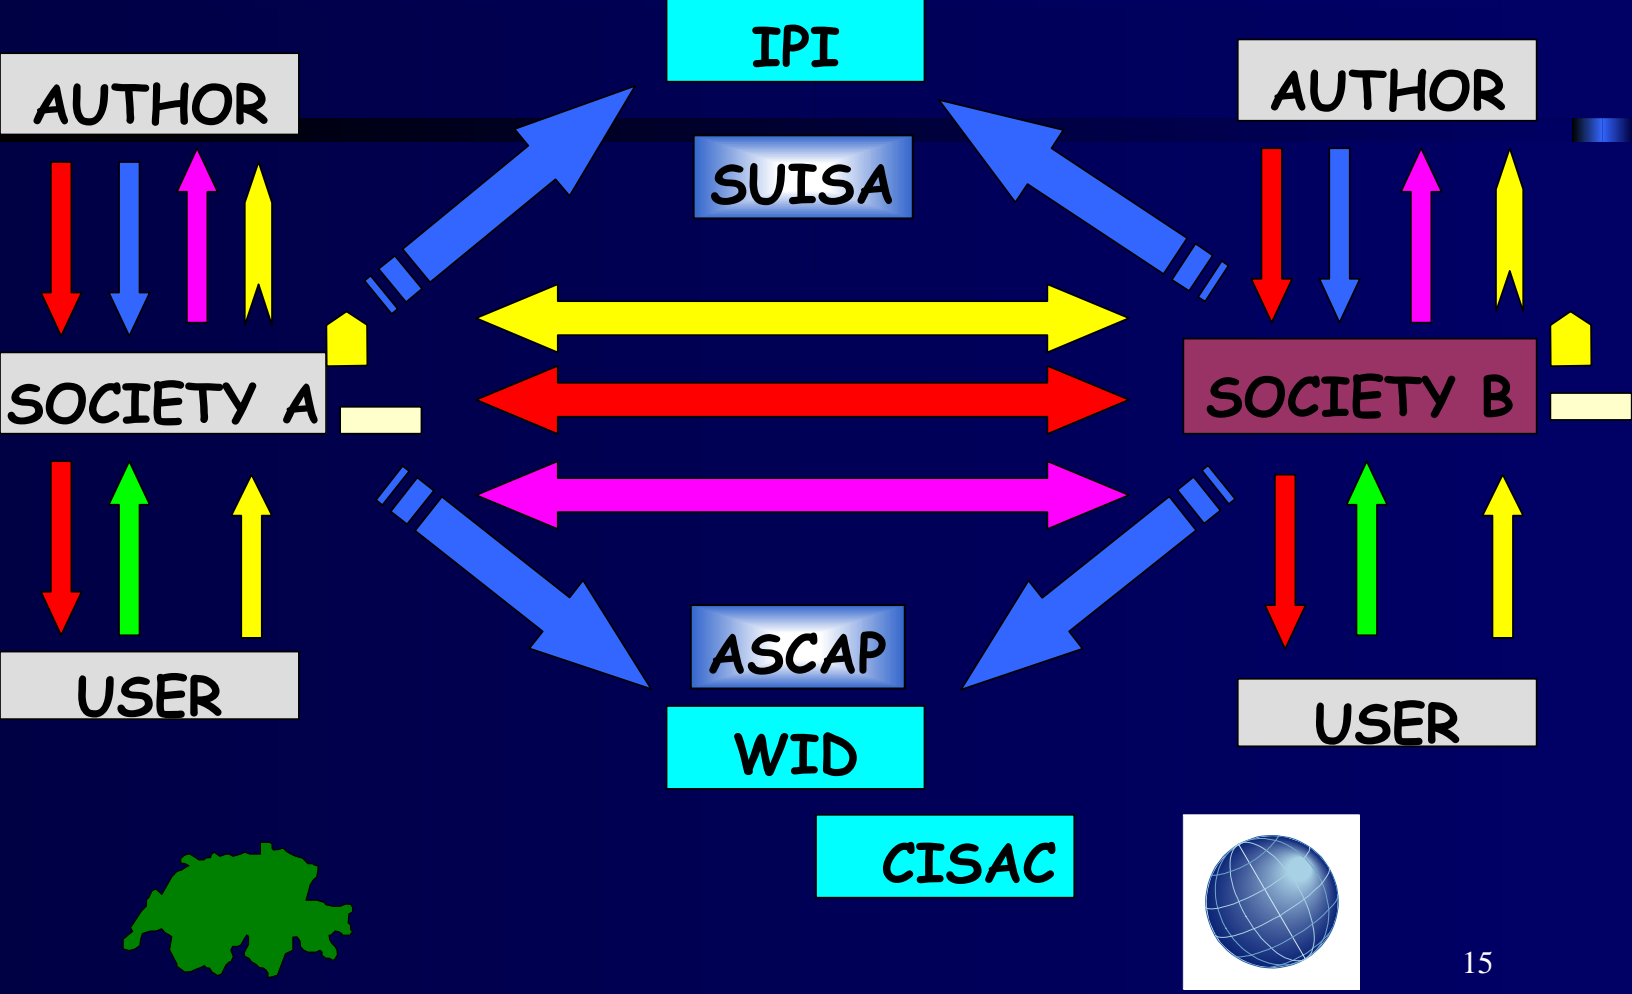 IPI
AUTHOR
AUTHOR
SUISA
SOCIETY A
SOCIETY B
ASCAP
USER
USER
WID
CISAC
15